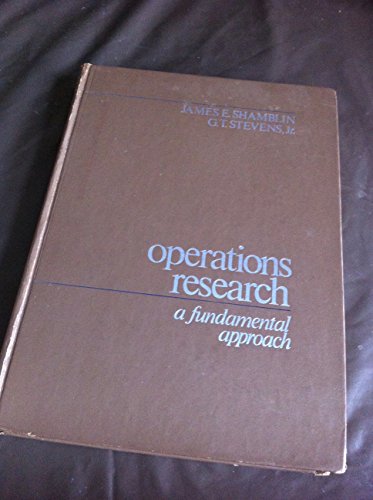 JAMES E. SHAMBLIN
G.T. STEVENS, Jr.
operations
research
a fundamental
approach